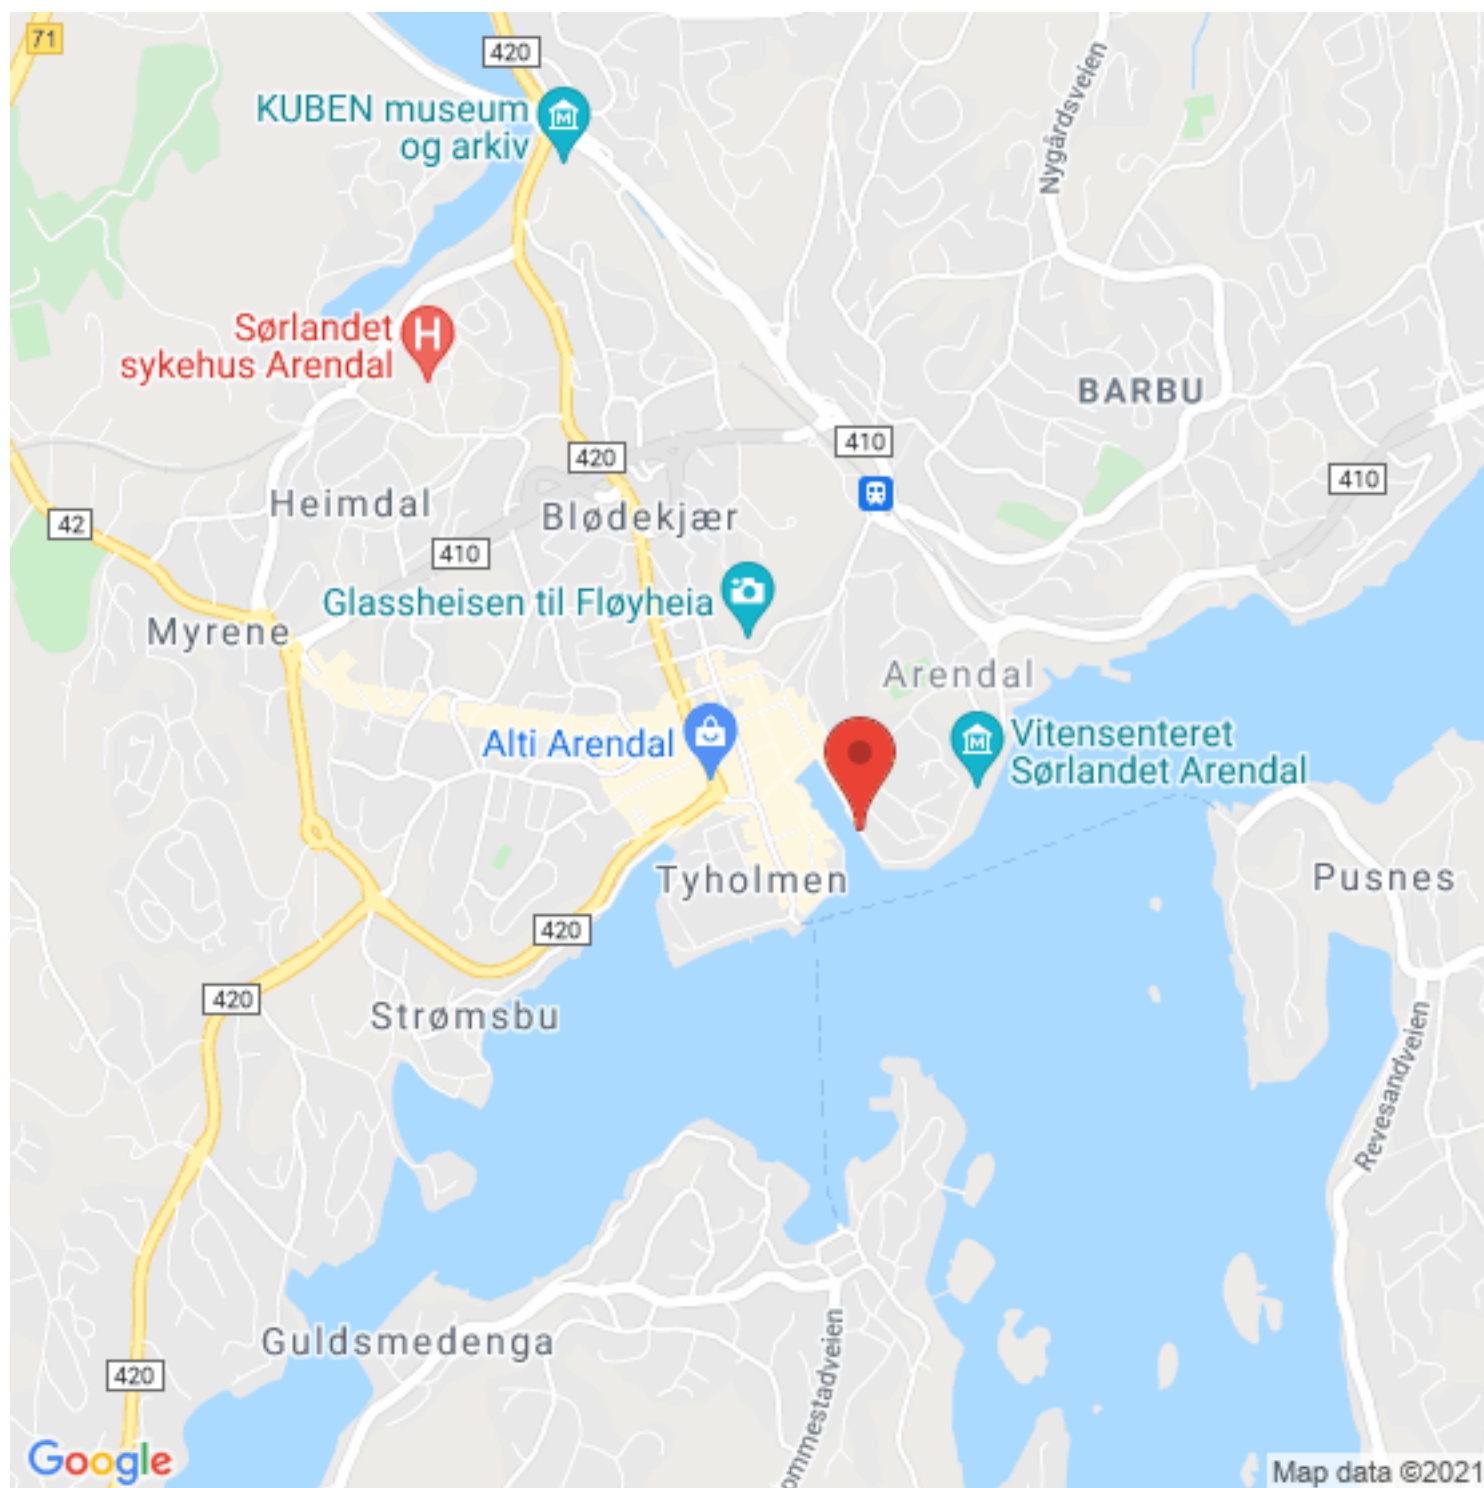 71
420
KUBEN museum
og arkiv
Nygårdsveien
Sørlandet
sykehus Arendal
BARBU
410
420
410
Heimdal
42
Blødekjær
410
Glassheisen til Fløyheia
Myrene
Arendal
Alti Arendal
Vitensenteret
Sørlandet Arendal
Tyholmen
Pusnes
420
420
Strømsbu
Revesandveien
Guldsmedenga
420
ommestadveien
Google
Map data ©2021